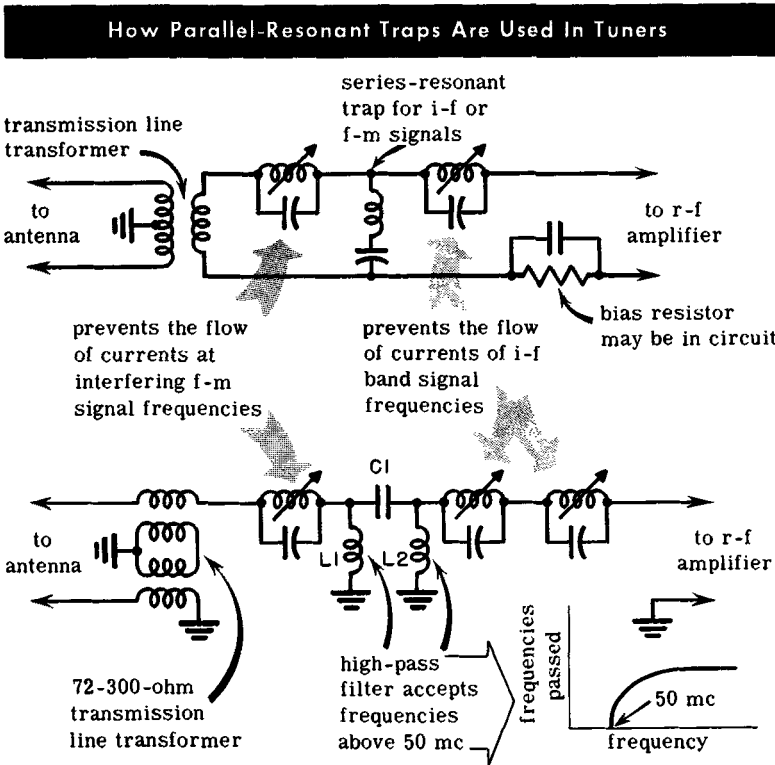 How Parallel-Resonant Traps Are Used In Tuners
series-resonant
trap for i-f or
f-m signals
transmission line
transformer
to
antenna
to r-f
amplifier
bias resistor
may be in circuit
prevents the flow
of currents at
interfering f-m
signal frequencies
prevents the flow
of currents of i-f
band signal
frequencies
C1
to
antenna
L1
L2
to r-f
amplifier
72-300-ohm
transmission
line transformer
high-pass
filter accepts
frequencies
above 50 mc
frequencies
passed
50 mc
frequency